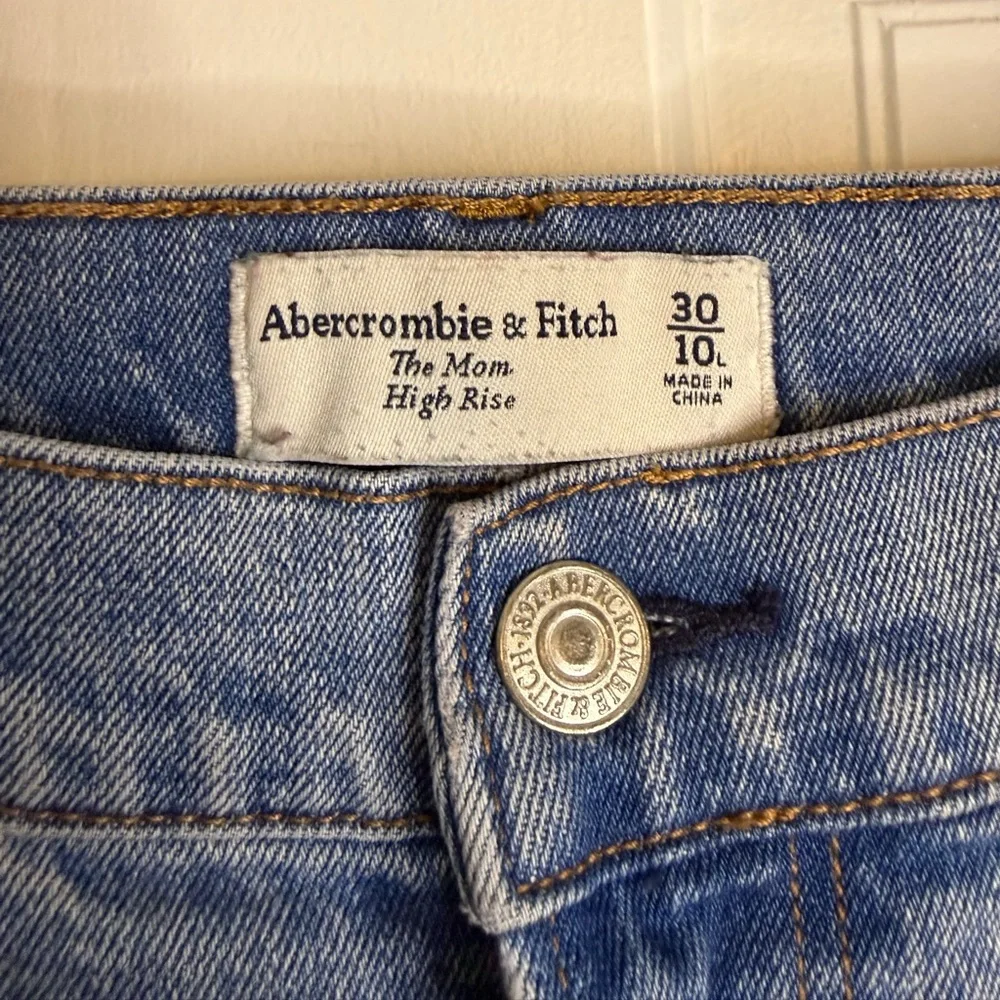 Abercrombie & Fitch
The Mom
High Rise
30
10L
MADE IN
CHINA
ABERCROMBIE & FITCH · 1892 ·